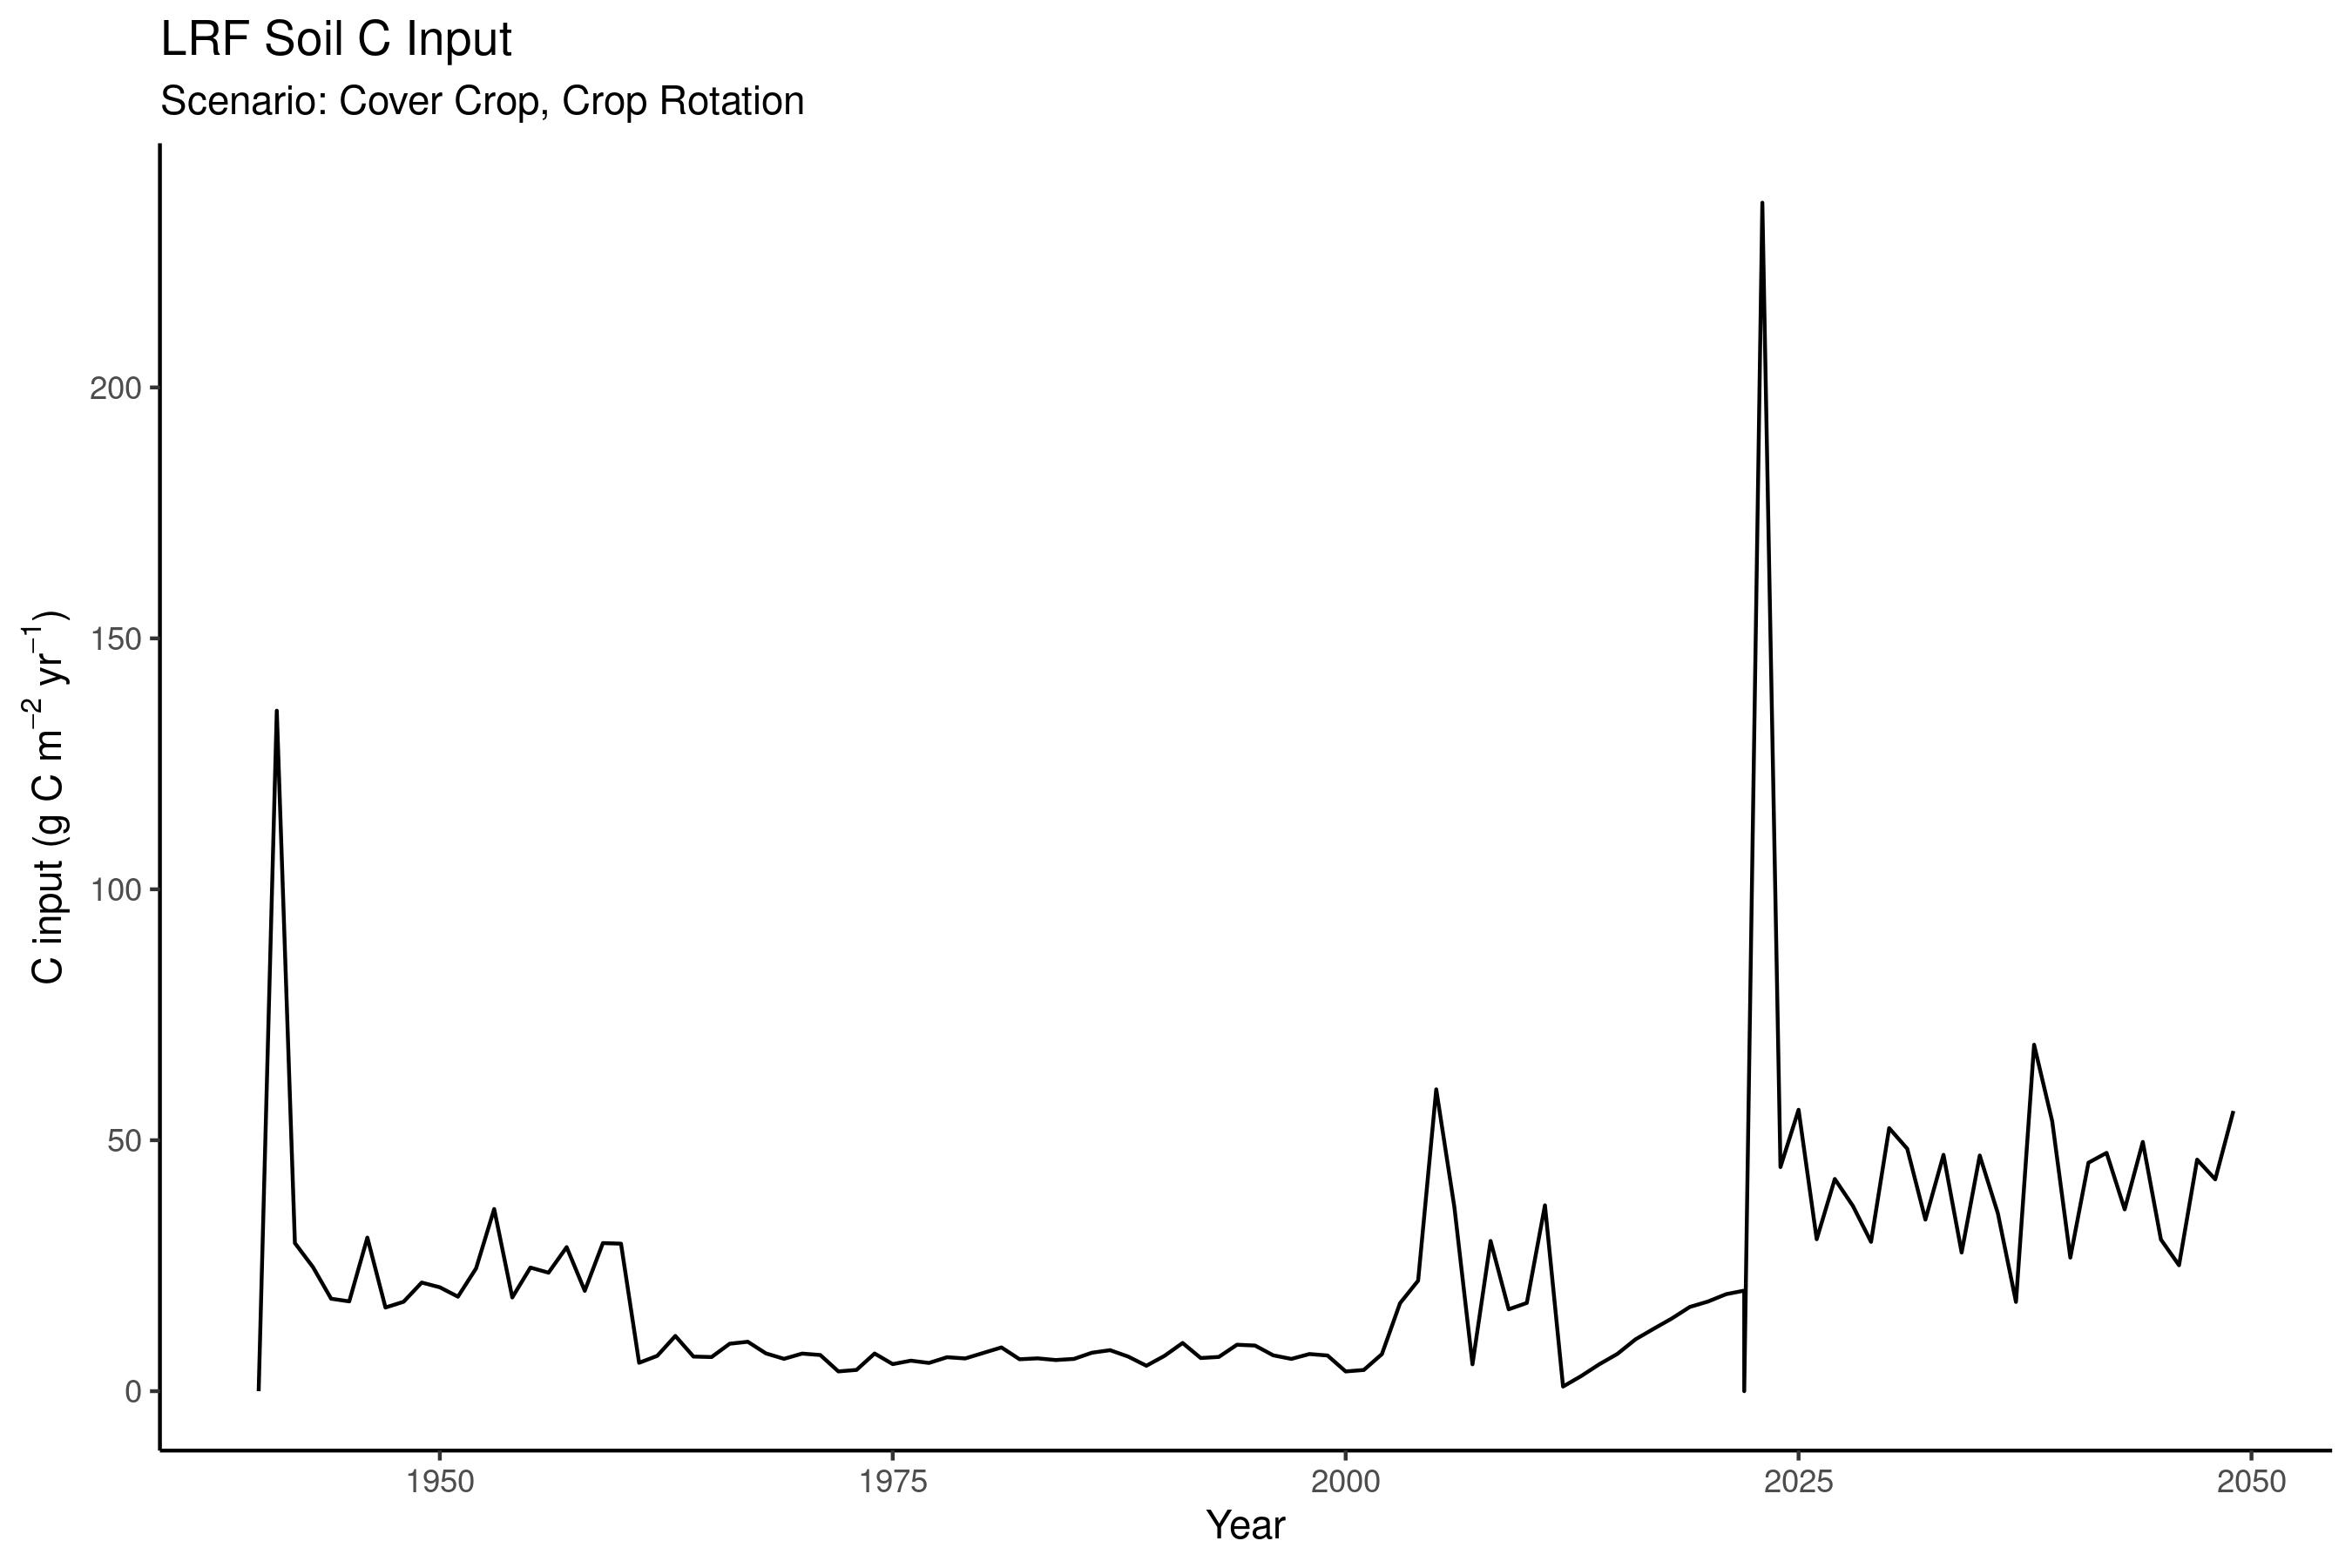 LRF Soil C Input
Scenario: Cover Crop, Crop Rotation
C input (g C m⁻² yr⁻¹)
200
150
100
50
0
1950 1975 2000 2025 2050
Year